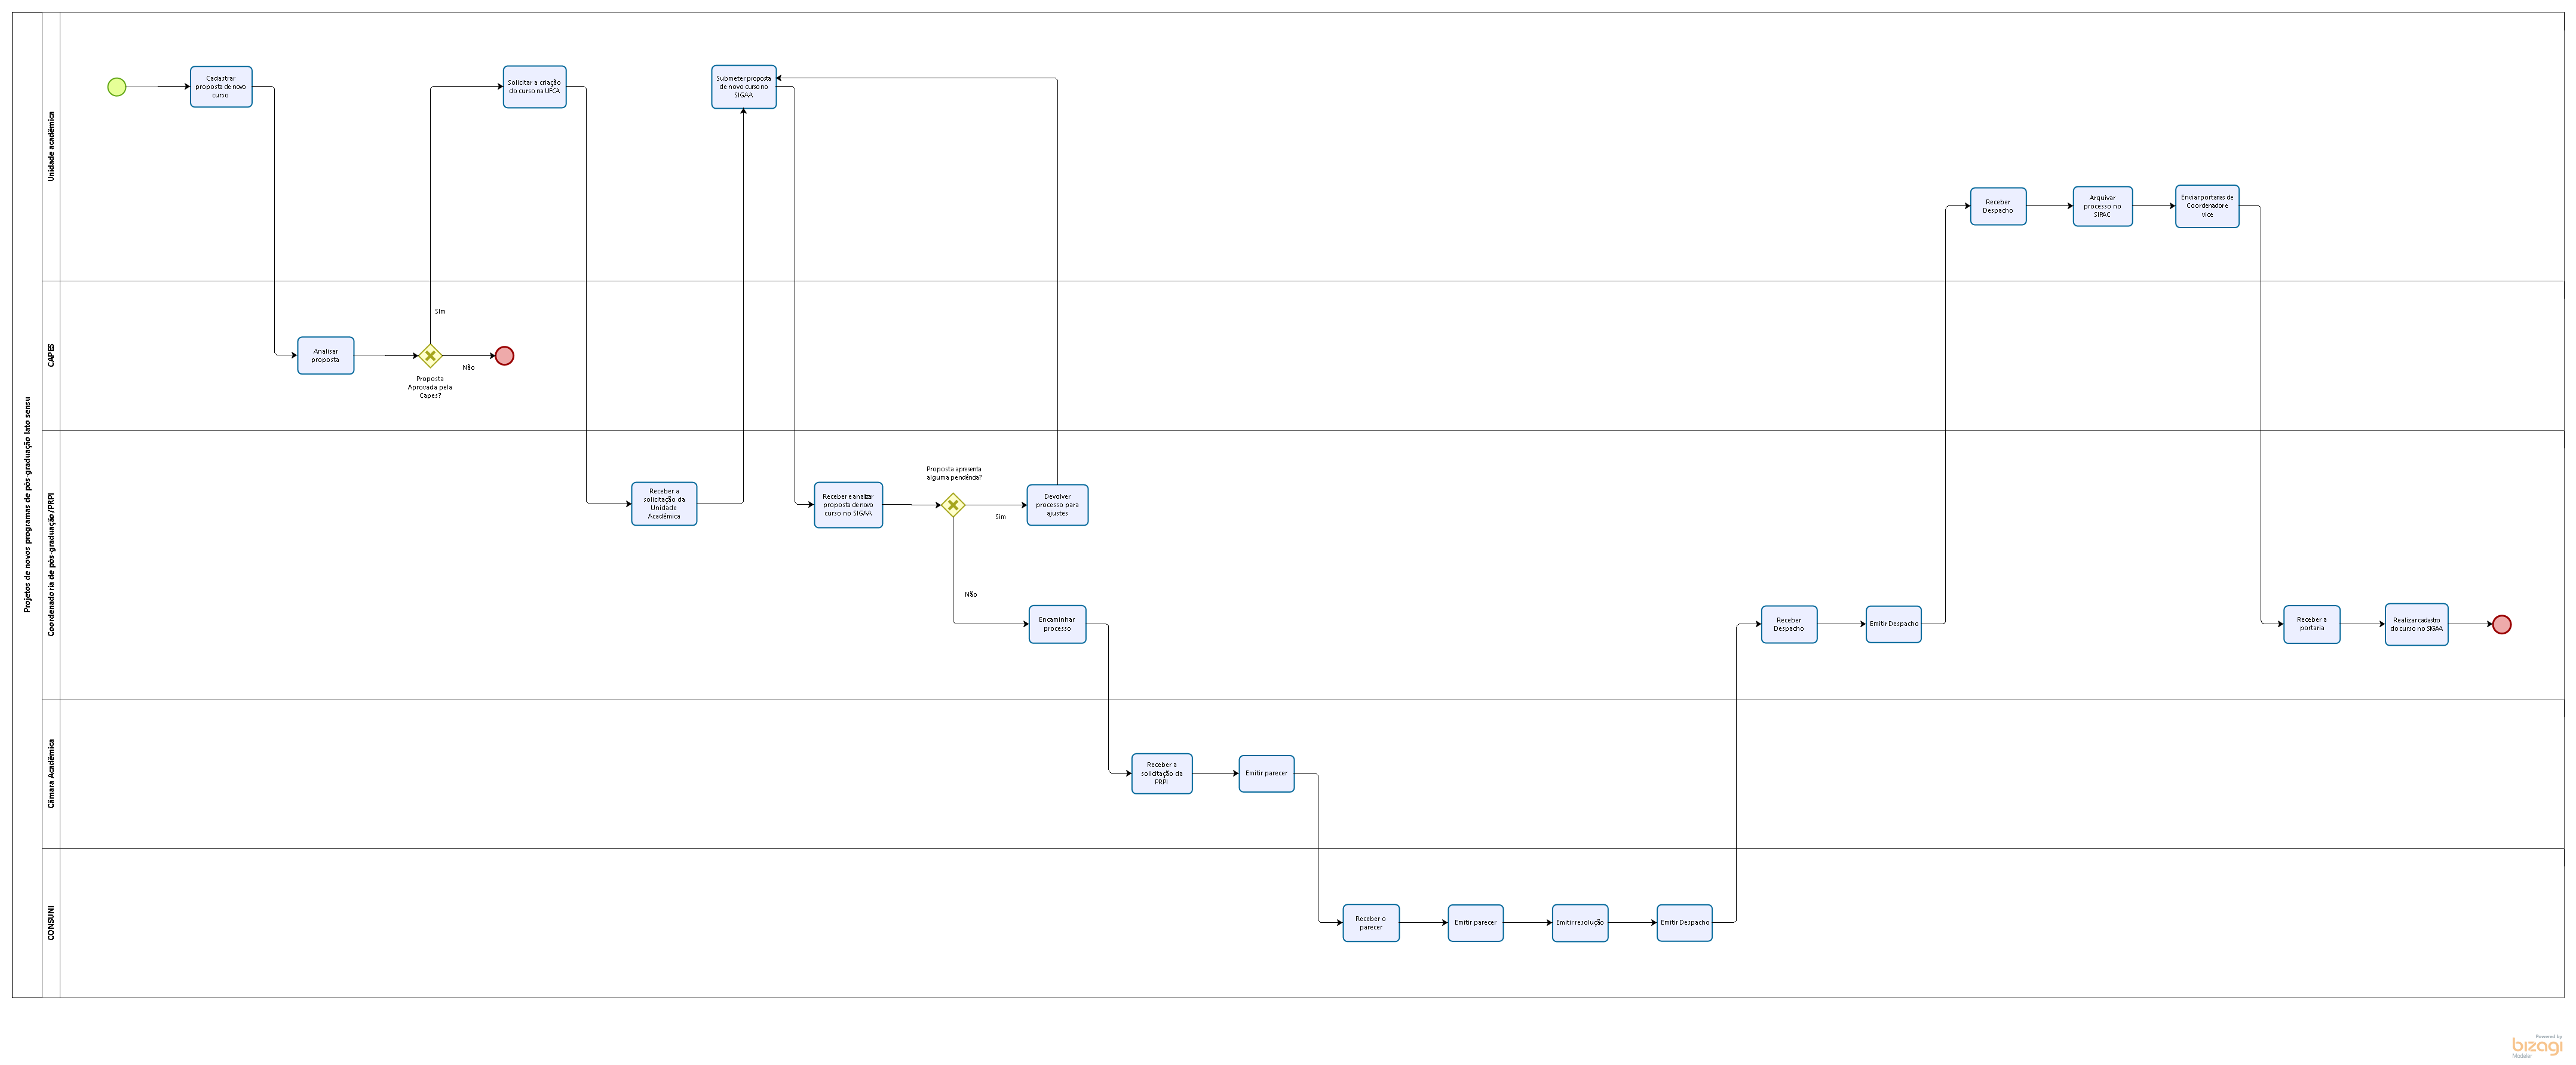 Projetos de novos programas de pós-graduação lato sensu
Unidade acadêmica
Cadastrar
proposta de novo
curso
Solicitar a criação
do curso na UFCA
Submeter proposta
de novo curso no
SIGAA
Receber
Despacho
Arquivar
processo no
SIPAC
Enviar portarias de
Coordenador e
vice
CAPES
Analisar
proposta
Sim
Não
Proposta
Aprovada pela
Capes?
Coordenadoria de pós-graduação/PRPI
Receber a
solicitação da
Unidade
Acadêmica
Receber e analizar
proposta de novo
curso no SIGAA
Proposta apresenta
alguma pendência?
Sim
Devolver
processo para
ajustes
Não
Encaminhar
processo
Receber
Despacho
Emitir Despacho
Receber a
portaria
Realizar cadastro
do curso no SIGAA
Câmara Acadêmica
Receber a
solicitação da
PRPI
Emitir parecer
CONSUNI
Receber o
parecer
Emitir parecer
Emitir resolução
Emitir Despacho
Powered by
bizagi
Modeler